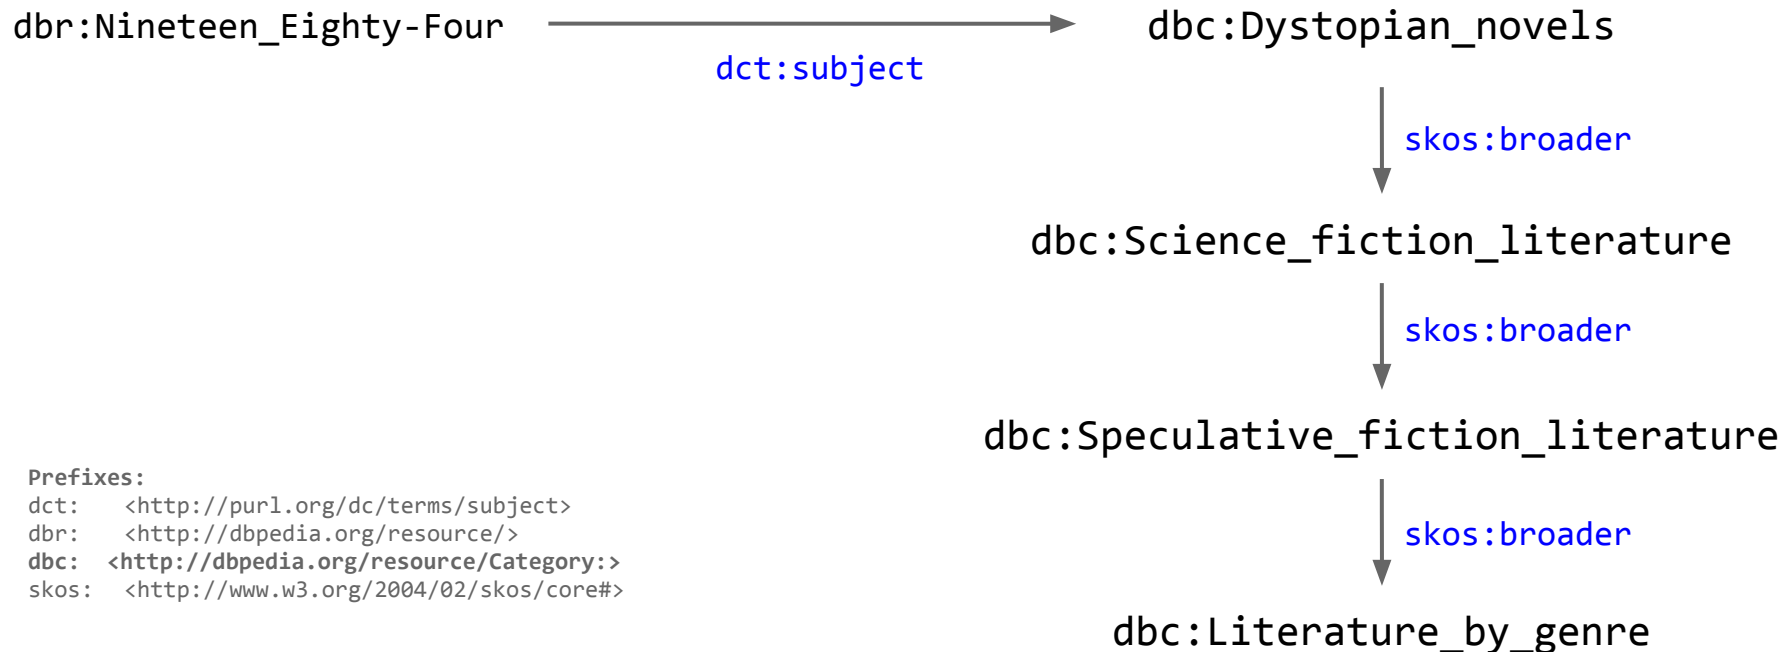 dbr:Nineteen_Eighty-Four
dct:subject
dbc:Dystopian_novels
skos:broader
dbc:Science_fiction_literature
skos:broader
dbc:Speculative_fiction_literature
skos:broader
dbc:Literature_by_genre
Prefixes:
dct: <http://purl.org/dc/terms/subject>
dbr: <http://dbpedia.org/resource/>
dbc: <http://dbpedia.org/resource/Category:>
skos: <http://www.w3.org/2004/02/skos/core#>